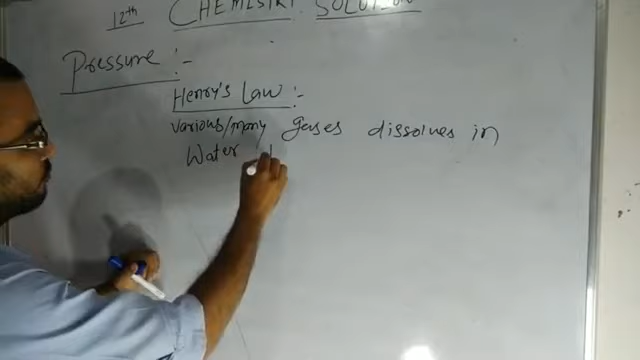 12th CHEMISTRY SOLUTION
Pressure :-
Henry's Law :-
Various/many gases dissolves in
Water